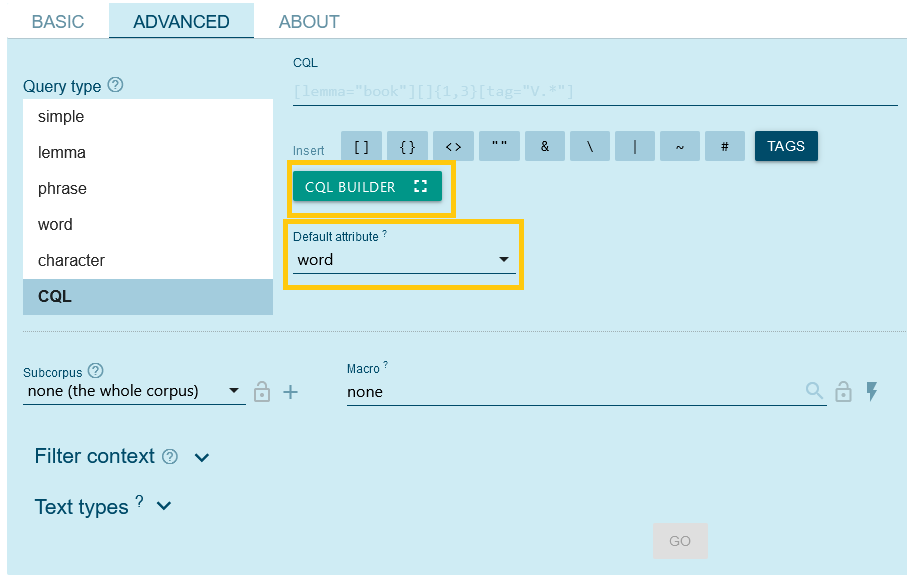 BASIC ADVANCED ABOUT
CQL
Query type ?
[lemma="book"][]{1,3}[tag="V.*"]
simple
lemma
phrase
word
character
CQL
Insert [] {} <> "" & \ | ~ # TAGS
CQL BUILDER
Default attribute ?
word
Subcorpus ?
none (the whole corpus)
Macro ?
none
Filter context ?
Text types ?
GO